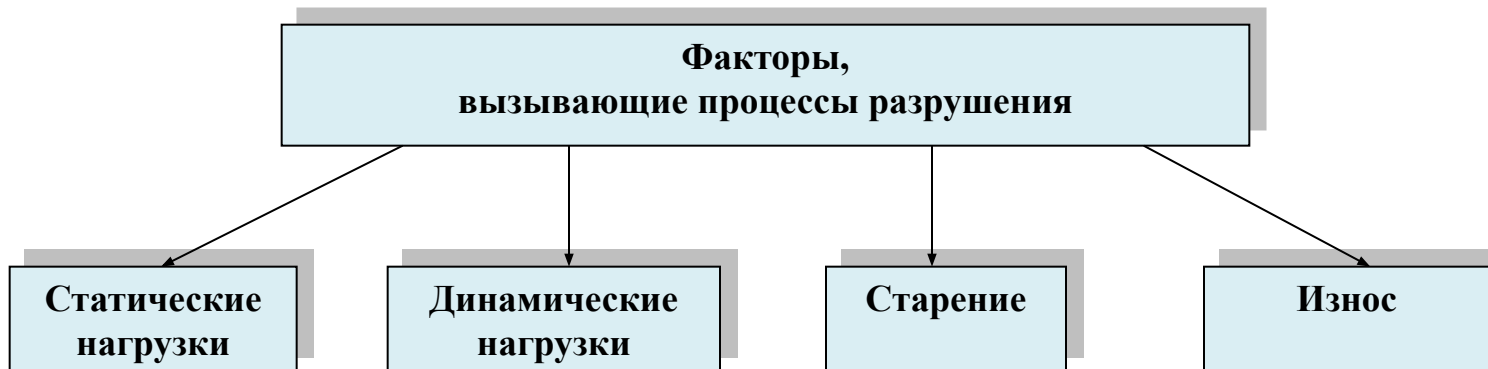 Факторы,
вызывающие процессы разрушения
Статические
нагрузки
Динамические
нагрузки
Старение
Износ